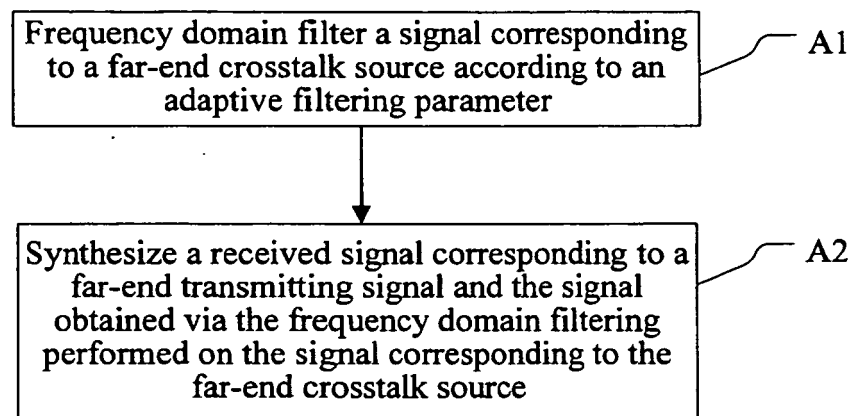 Frequency domain filter a signal corresponding
to a far-end crosstalk source according to an
adaptive filtering parameter
A1
Synthesize a received signal corresponding to a
far-end transmitting signal and the signal
obtained via the frequency domain filtering
performed on the signal corresponding to the
far-end crosstalk source
A2